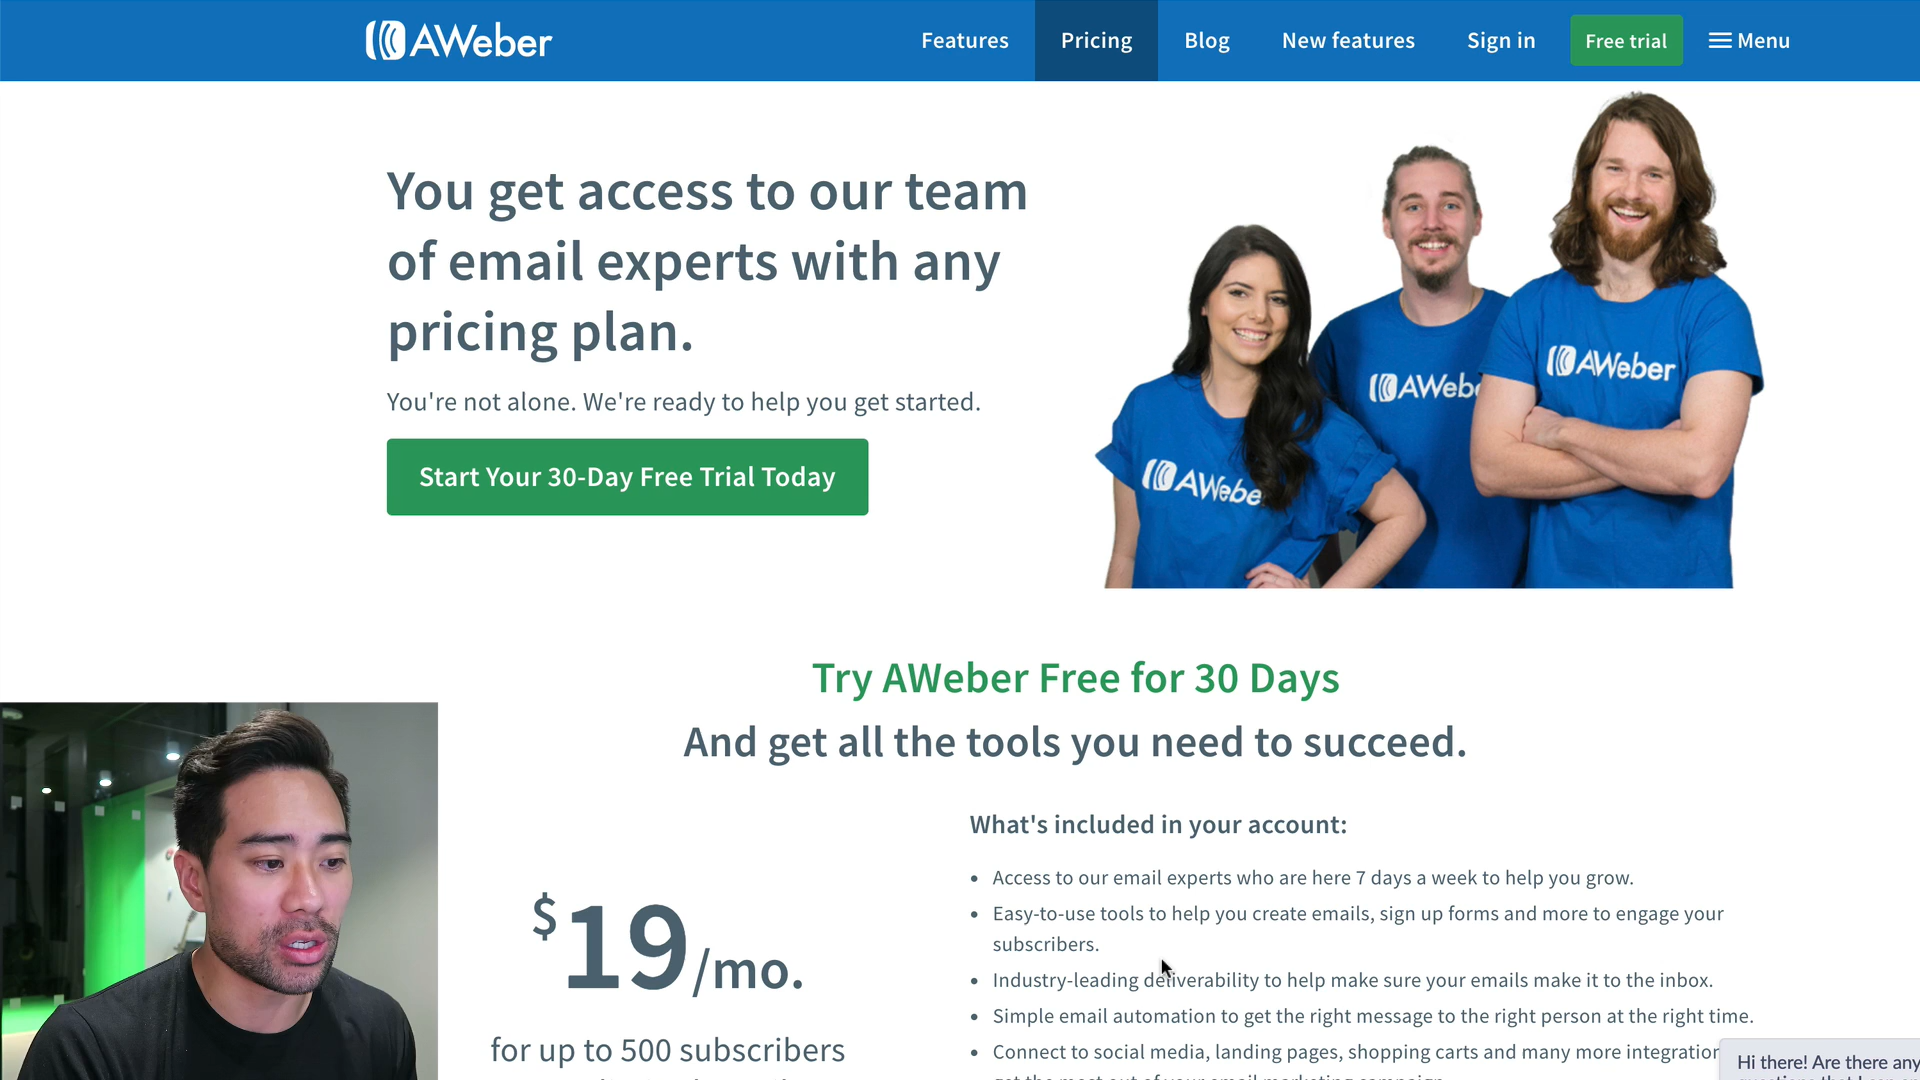 AWeber
Features
Pricing
Blog
New features
Sign in
Free trial
Menu
You get access to our team
of email experts with any
pricing plan.
You're not alone. We're ready to help you get started.
Start Your 30-Day Free Trial Today
AWeber
AWebe
AWebe
Try AWeber Free for 30 Days
And get all the tools you need to succeed.
$19/mo.
for up to 500 subscribers
What's included in your account:
• Access to our email experts who are here 7 days a week to help you grow.
• Easy-to-use tools to help you create emails, sign up forms and more to engage your
subscribers.
• Industry-leading deliverability to help make sure your emails make it to the inbox.
• Simple email automation to get the right message to the right person at the right time.
• Connect to social media, landing pages, shopping carts and many more integration
Hi there! Are there any